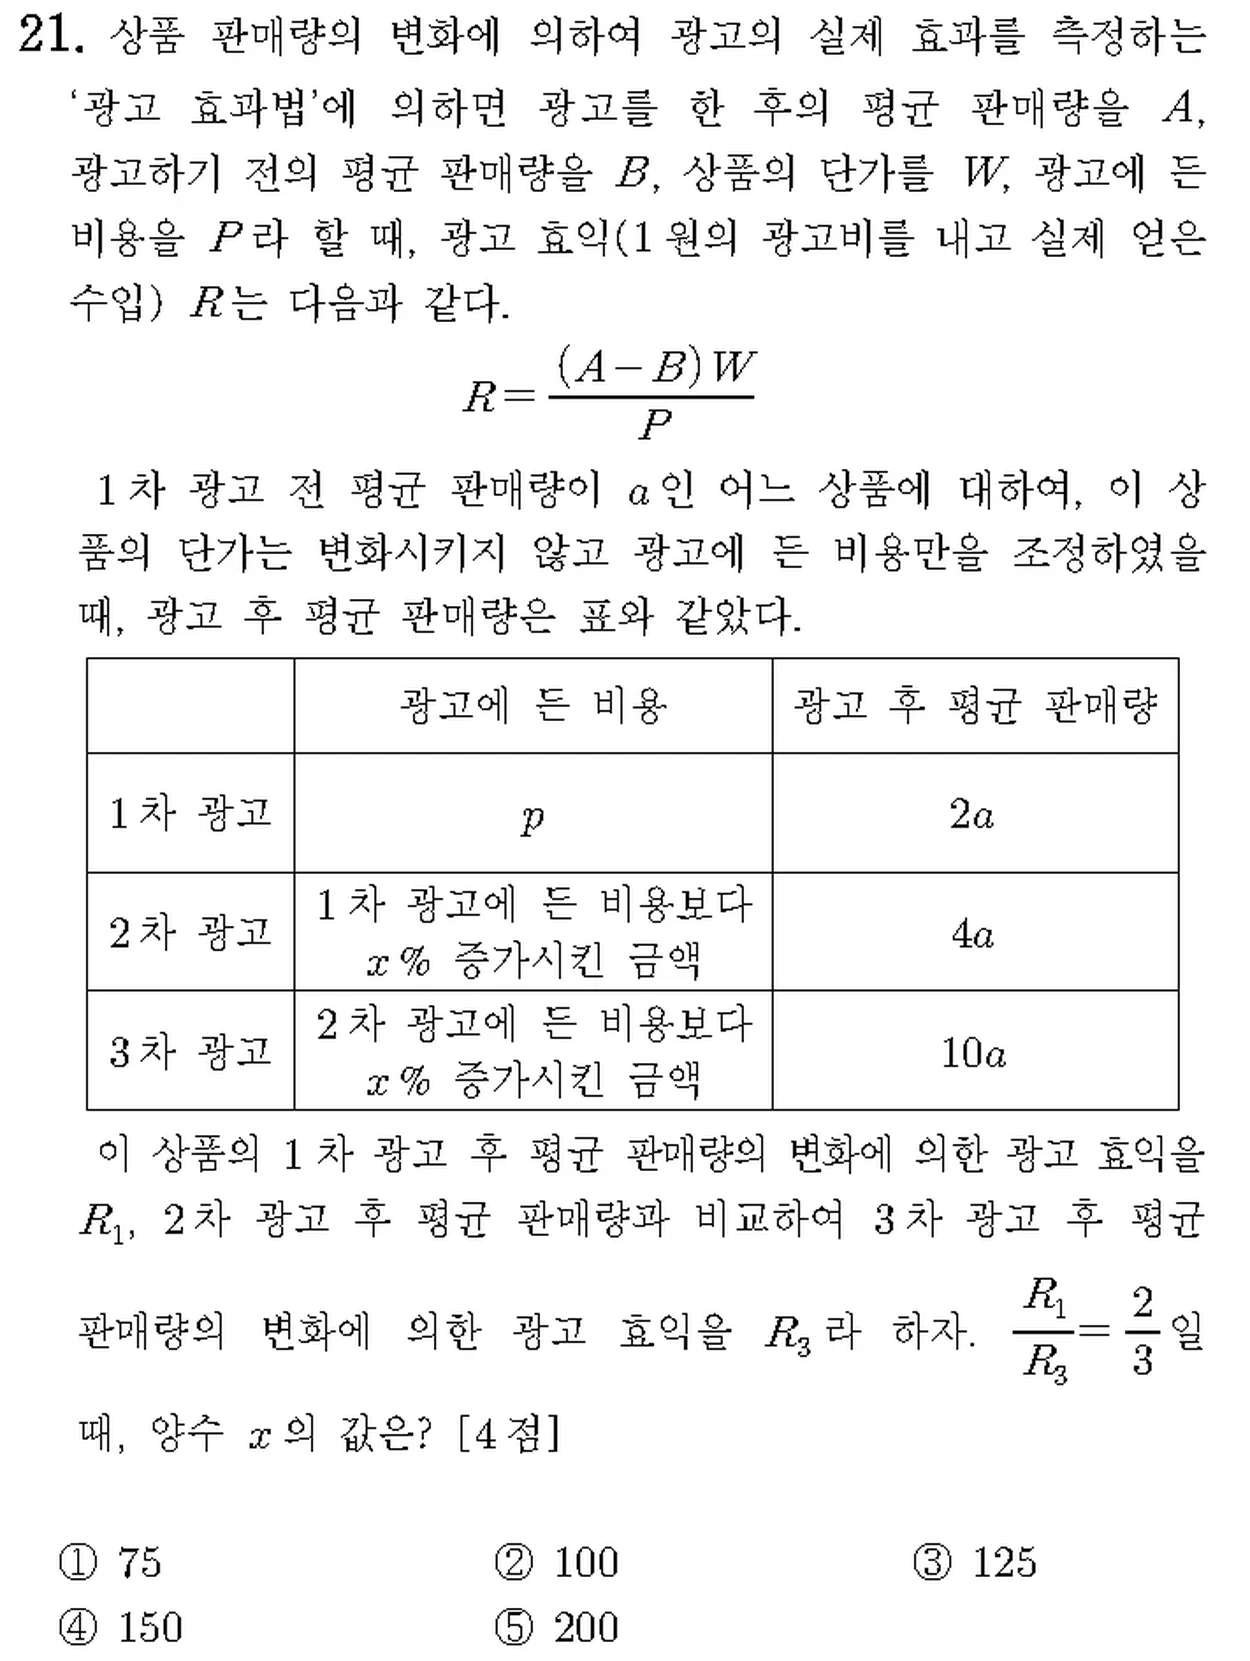 21. 상품 판매량의 변화에 의하여 광고의 실제 효과를 측정하는
‘광고 효과법’에 의하면 광고를 한 후의 평균 판매량을 A,
광고하기 전의 평균 판매량을 B, 상품의 단가를 W, 광고에 든
비용을 P라 할 때, 광고 효익(1원의 광고비를 내고 실제 얻은
수입) R는 다음과 같다.
R=\frac{(A-B)W}{P}
1차 광고 전 평균 판매량이 a인 어느 상품에 대하여, 이 상
품의 단가는 변화시키지 않고 광고에 든 비용만을 조정하였을
때, 광고 후 평균 판매량은 표와 같았다.
광고에 든 비용 광고 후 평균 판매량
1차 광고 p 2a
2차 광고 1차 광고에 든 비용보다 4a
x% 증가시킨 금액
3차 광고 2차 광고에 든 비용보다 10a
x% 증가시킨 금액
이 상품의 1차 광고 후 평균 판매량의 변화에 의한 광고 효익을
R₁, 2차 광고 후 평균 판매량과 비교하여 3차 광고 후 평균
판매량의 변화에 의한 광고 효익을 R₃라 하자. \frac{R₁}{R₃}=\frac{2}{3}일
때, 양수 x의 값은? [4점]
① 75 ② 100 ③ 125
④ 150 ⑤ 200